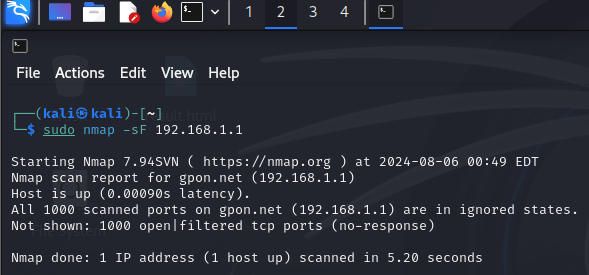 1 2 3 4
File Actions Edit View Help
(kali㉿kali)-[~]
$ sudo nmap -sF 192.168.1.1
Starting Nmap 7.94SVN ( https://nmap.org ) at 2024-08-06 00:49 EDT
Nmap scan report for gpon.net (192.168.1.1)
Host is up (0.00090s latency).
All 1000 scanned ports on gpon.net (192.168.1.1) are in ignored states.
Not shown: 1000 open|filtered tcp ports (no-response)
Nmap done: 1 IP address (1 host up) scanned in 5.20 seconds